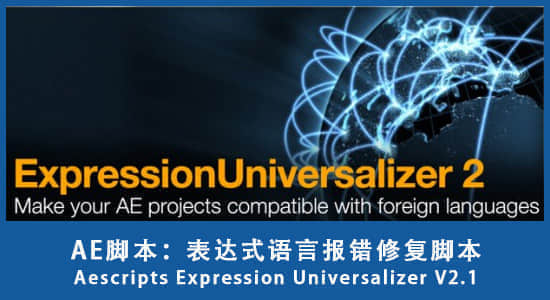 ExpressionUniversalizer 2
Make your AE projects compatible with foreign languages
AE脚本：表达式语言报错修复脚本
Aescripts Expression Universalizer V2.1